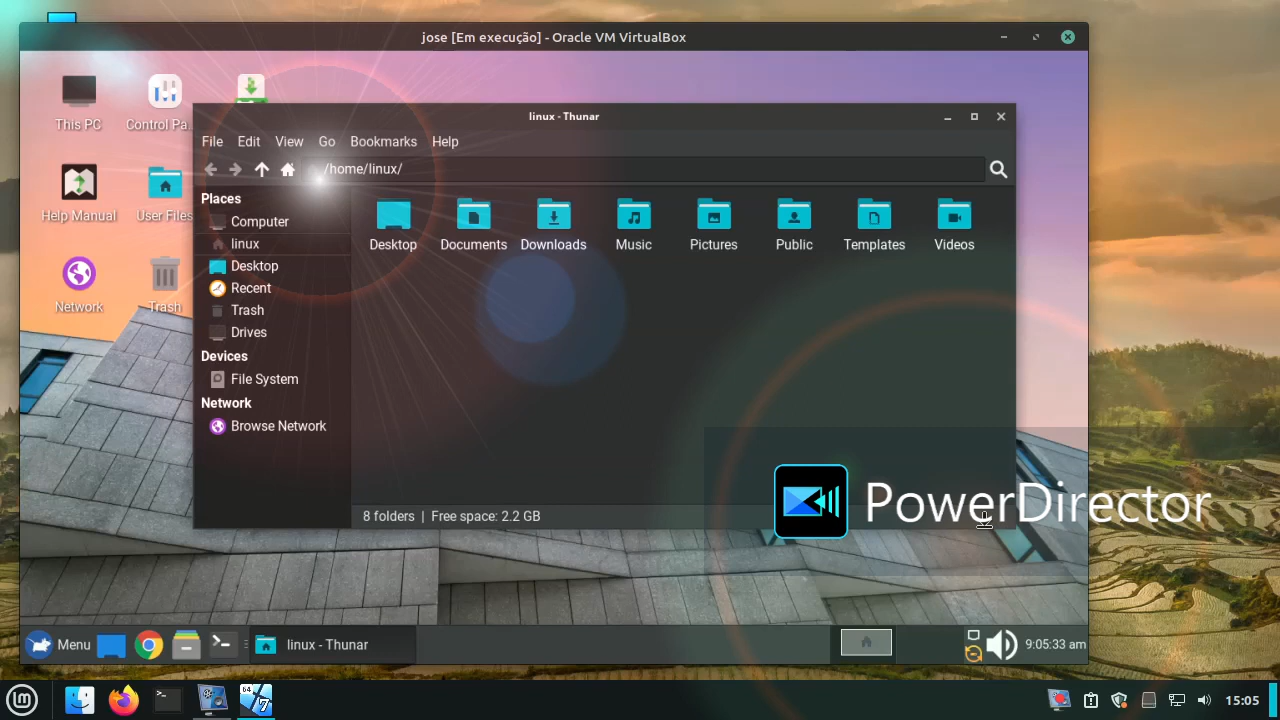 jose [Em execução] - Oracle VM VirtualBox
This PC
Control Pa...
Help Manual
User Files
Network
Trash
linux - Thunar
File Edit View Go Bookmarks Help
/home/linux/
Places
Computer
linux
Desktop
Recent
Trash
Drives
Devices
File System
Network
Browse Network
Desktop Documents Downloads Music Pictures Public Templates Videos
8 folders | Free space: 2.2 GB
PowerDirector
Menu
linux - Thunar
9:05:33 am
64
7
15:05